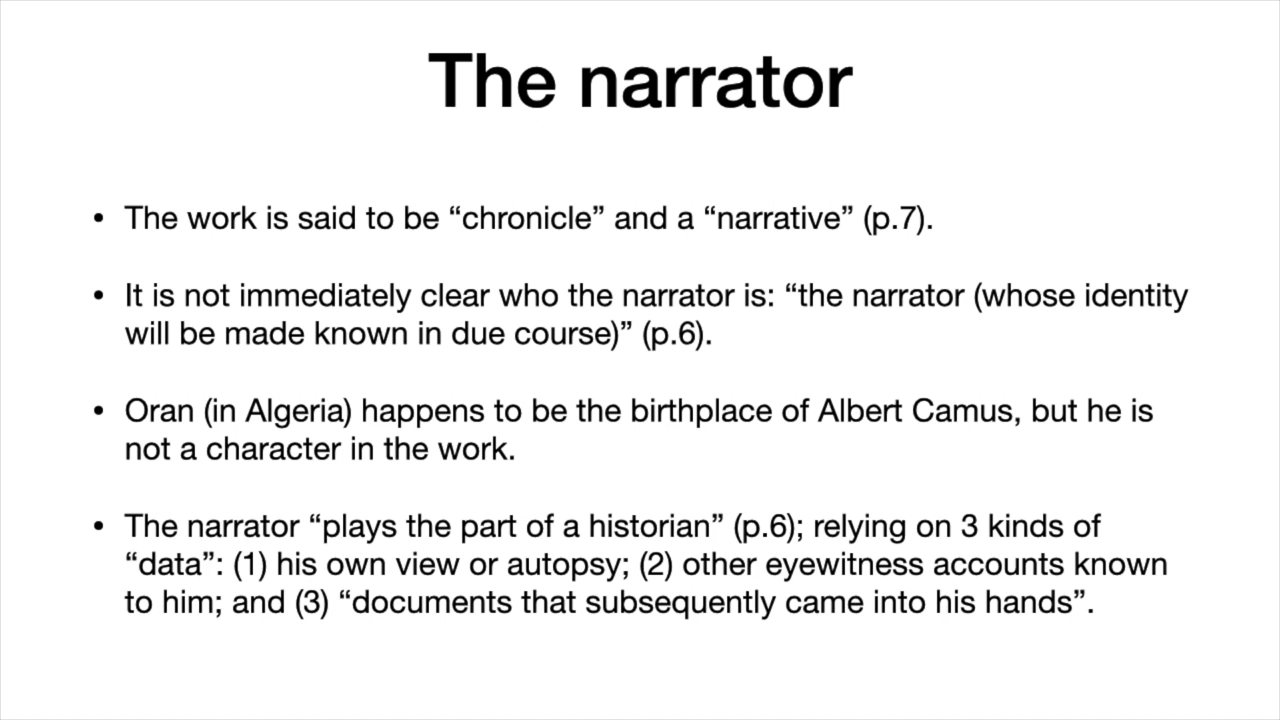 The narrator
• The work is said to be “chronicle” and a “narrative” (p.7).
• It is not immediately clear who the narrator is: “the narrator (whose identity
will be made known in due course)” (p.6).
• Oran (in Algeria) happens to be the birthplace of Albert Camus, but he is
not a character in the work.
• The narrator “plays the part of a historian” (p.6); relying on 3 kinds of
“data”: (1) his own view or autopsy; (2) other eyewitness accounts known
to him; and (3) “documents that subsequently came into his hands”.